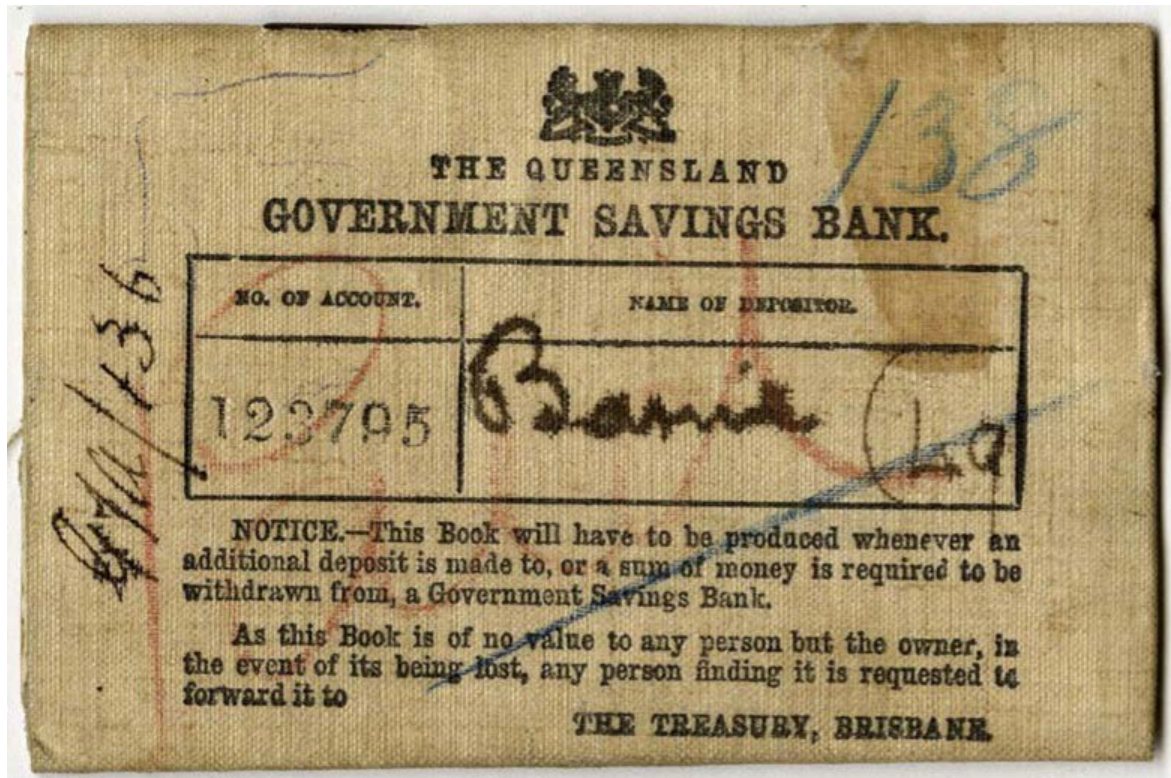 138
THE QUEENSLAND
GOVERNMENT SAVINGS BANK.
NO. OF ACCOUNT.
NAME OF DEPOSITOR.
123795
(49)
NOTICE.—This Book will have to be produced whenever an
additional deposit is made to, or a sum of money is required to be
withdrawn from, a Government Savings Bank.
As this Book is of no value to any person but the owner, in
the event of its being lost, any person finding it is requested to
forward it to
THE TREASURY, BRISBANE.